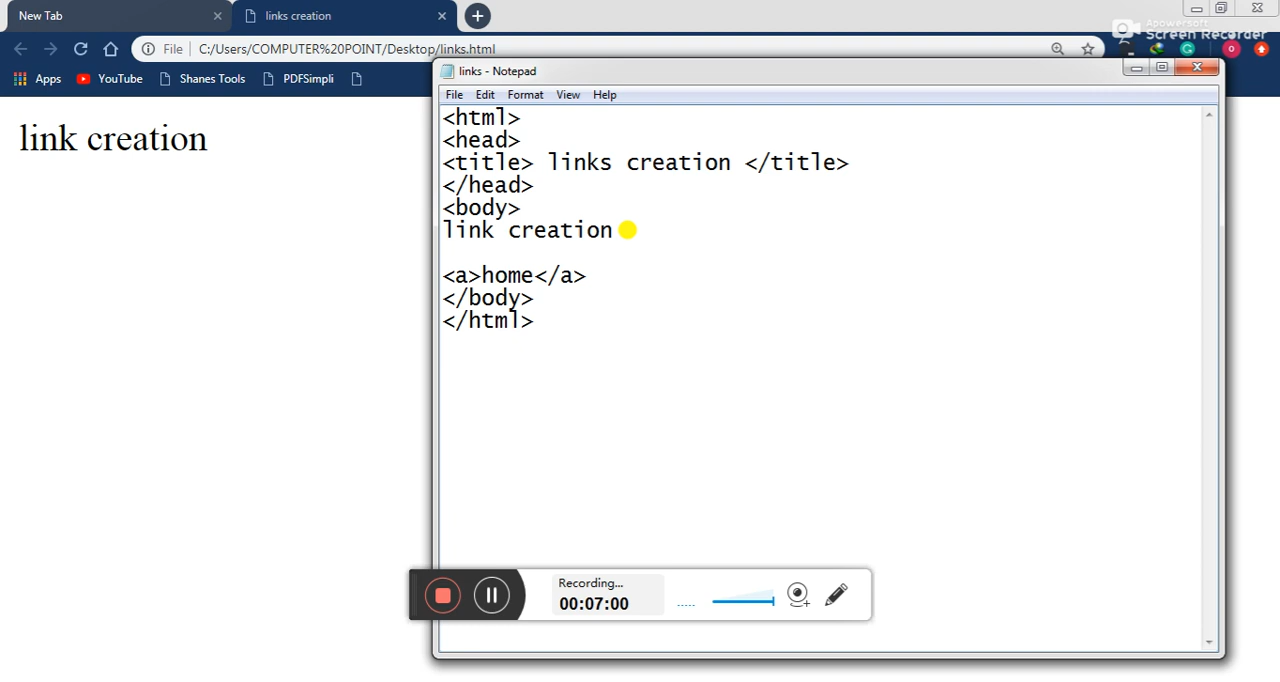 New Tab
links creation
Apowersoft
Screen Recorder
File
C:/Users/COMPUTER%20POINT/Desktop/links.html
Apps
YouTube
Shanes Tools
PDFSimpli
link creation
links - Notepad
File Edit Format View Help
<html>
<head>
<title> links creation </title>
</head>
<body>
link creation
<a>home</a>
</body>
</html>
Recording...
00:07:00